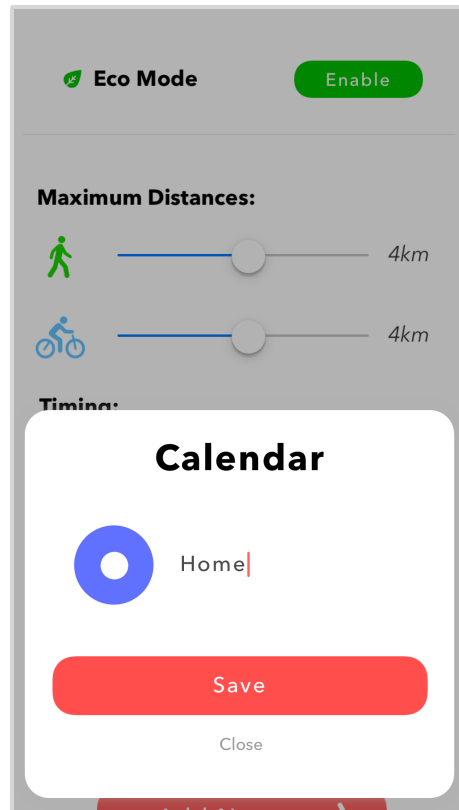 Eco Mode Enable
Maximum Distances:
4km
4km
Timing:
Calendar
Home
Save
Close